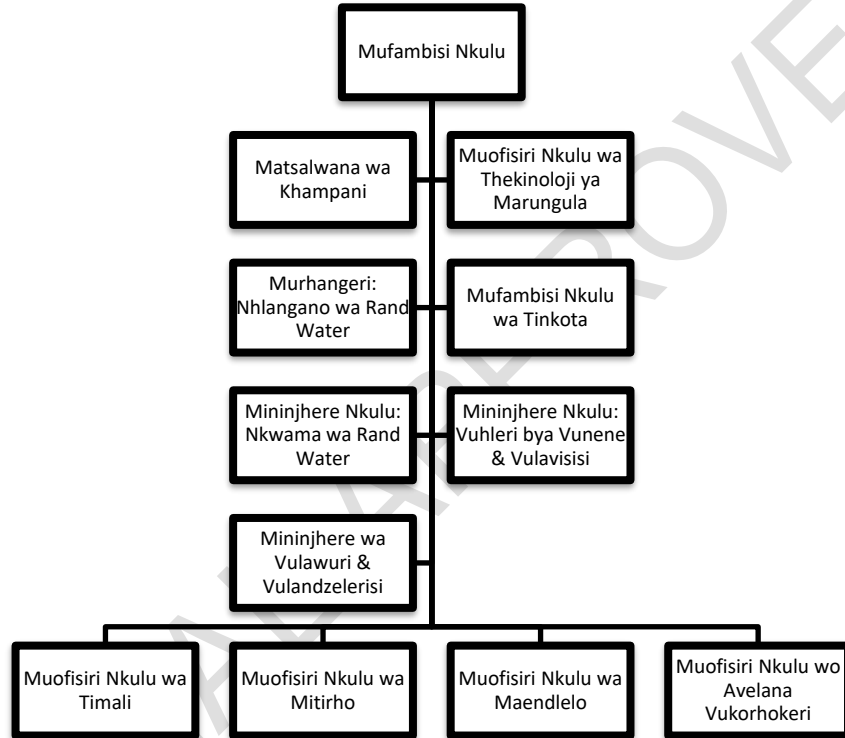 Mufambisi Nkulu
Matsalwana wa
Khampani
Muofisiri Nkulu wa
Thekinoloji ya
Marungula
Murhangeri:
Nhlangano wa Rand
Water
Mufambisi Nkulu
wa Tinkota
Mininjhere Nkulu:
Nkwama wa Rand
Water
Mininjhere Nkulu:
Vuhleri bya Vunene
& Vulavisisi
Mininjhere wa
Vulawuri &
Vulandzelerisi
Muofisiri Nkulu wa
Timali
Muofisiri Nkulu wa
Mitirho
Muofisiri Nkulu wa
Maendlelo
Muofisiri Nkulu wo
Avelana
Vukorhokeri